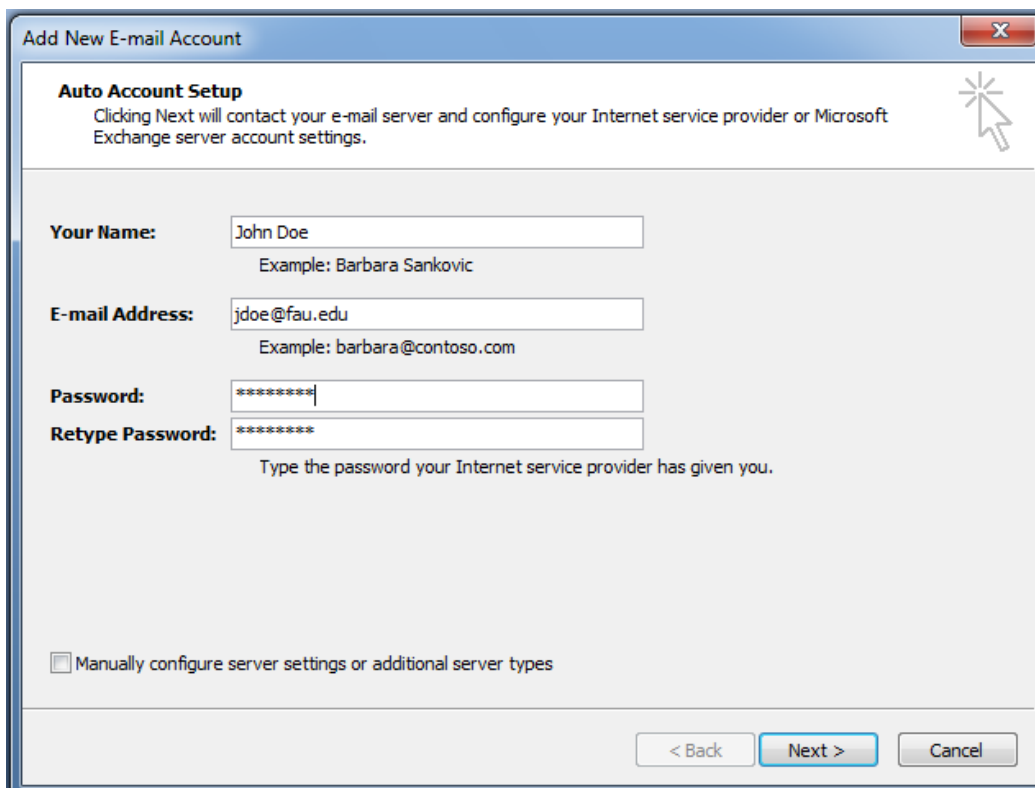 Add New E-mail Account
X
Auto Account Setup
Clicking Next will contact your e-mail server and configure your Internet service provider or Microsoft
Exchange server account settings.
Your Name: John Doe
Example: Barbara Sankovic
E-mail Address: jdoe@fau.edu
Example: barbara@contoso.com
Password: ********
Retype Password: ********
Type the password your Internet service provider has given you.
Manually configure server settings or additional server types
< Back Next > Cancel